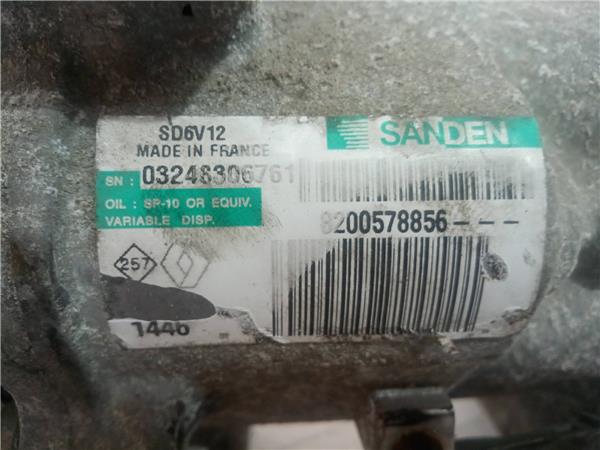 SD6V12
MADE IN FRANCE
SANDEN
SN : 03248306761
OIL : SP-10 OR EQUIV.
VARIABLE DISP.
8200578856---
257
1446